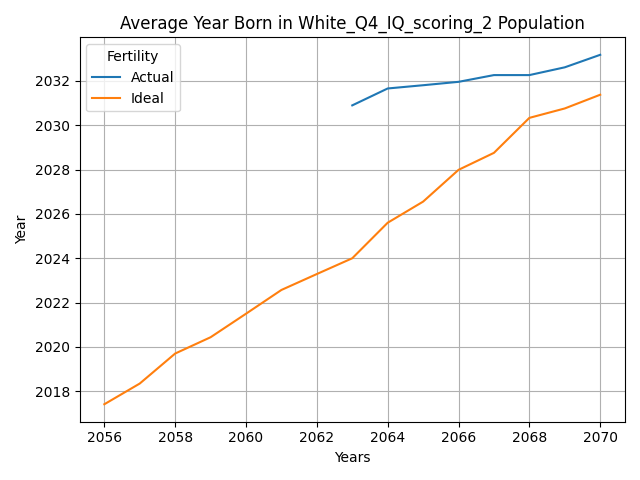 Average Year Born in White_Q4_IQ_scoring_2 Population
Fertility
Actual
Ideal
Year
2032
2030
2028
2026
2024
2022
2020
2018
2056 2058 2060 2062 2064 2066 2068 2070
Years